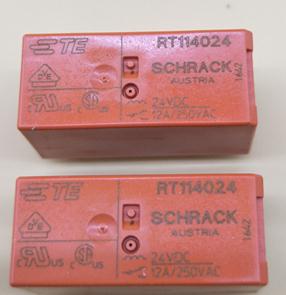 TE RT114024
SCHRACK
AUSTRIA
1642
24VDC
12A/250VAC
TE RT114024
SCHRACK
AUSTRIA
1642
24VDC
12A/250VAC